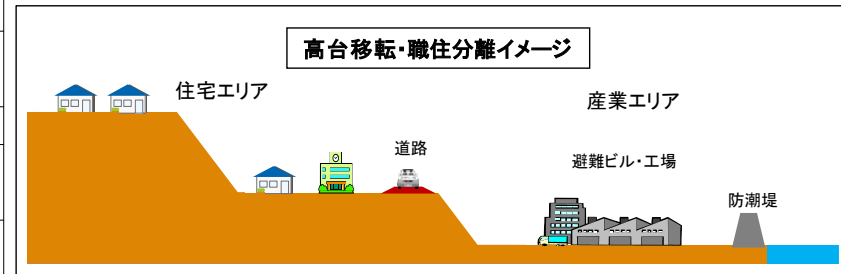 高台移転・職住分離イメージ
住宅エリア
産業エリア
道路
避難ビル・工場
防潮堤